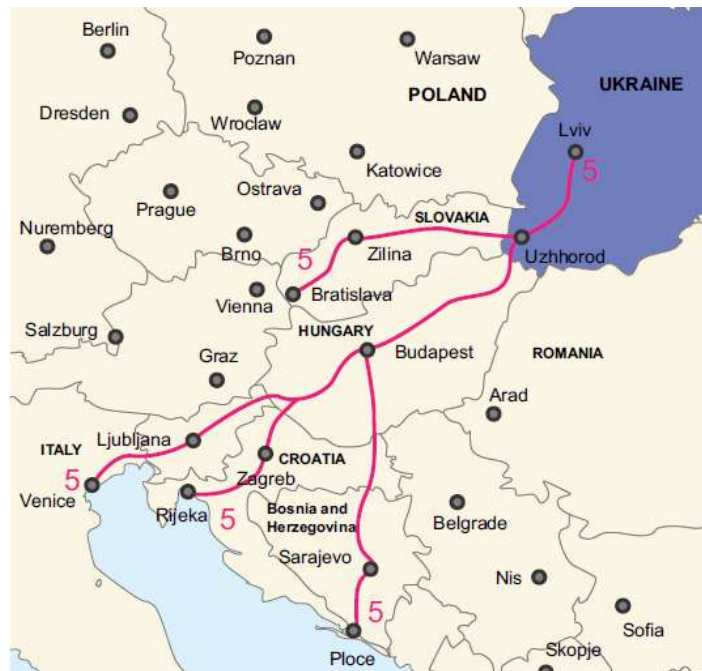 Berlin
Poznan
Warsaw
POLAND
UKRAINE
Dresden
Wroclaw
Lviv
Katowice
5
Ostrava
Prague
SLOVAKIA
Nuremberg
Brno
Zilina
Uzhhorod
5
Vienna
Bratislava
Salzburg
HUNGARY
Budapest
ROMANIA
Graz
Arad
Ljubljana
ITALY
CROATIA
5
Zagreb
Venice
Rijeka
5
Bosnia and
Herzegovina
Belgrade
Sarajevo
Nis
5
Sofia
Ploce
Skopje